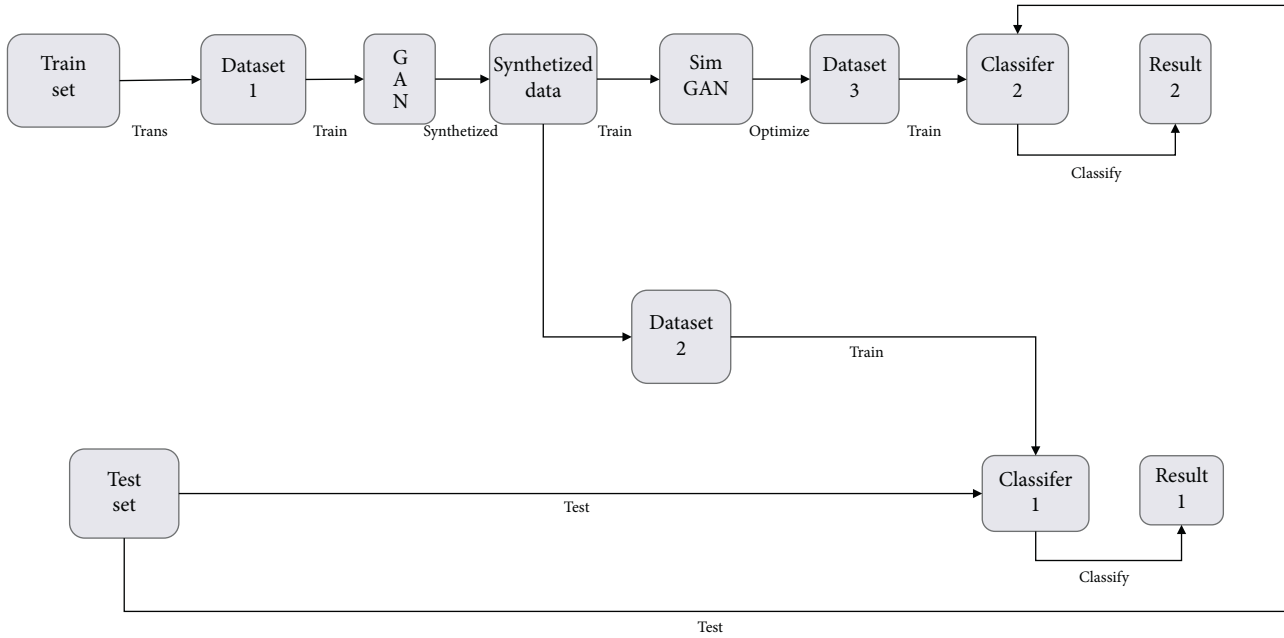 Train
set
Trans
Dataset
1
Train
G
A
N
Synthetized
Synthetized
data
Train
Sim
GAN
Optimize
Dataset
3
Train
Classifer
2
Classify
Result
2
Dataset
2
Train
Test
set
Test
Classifer
1
Classify
Result
1
Test